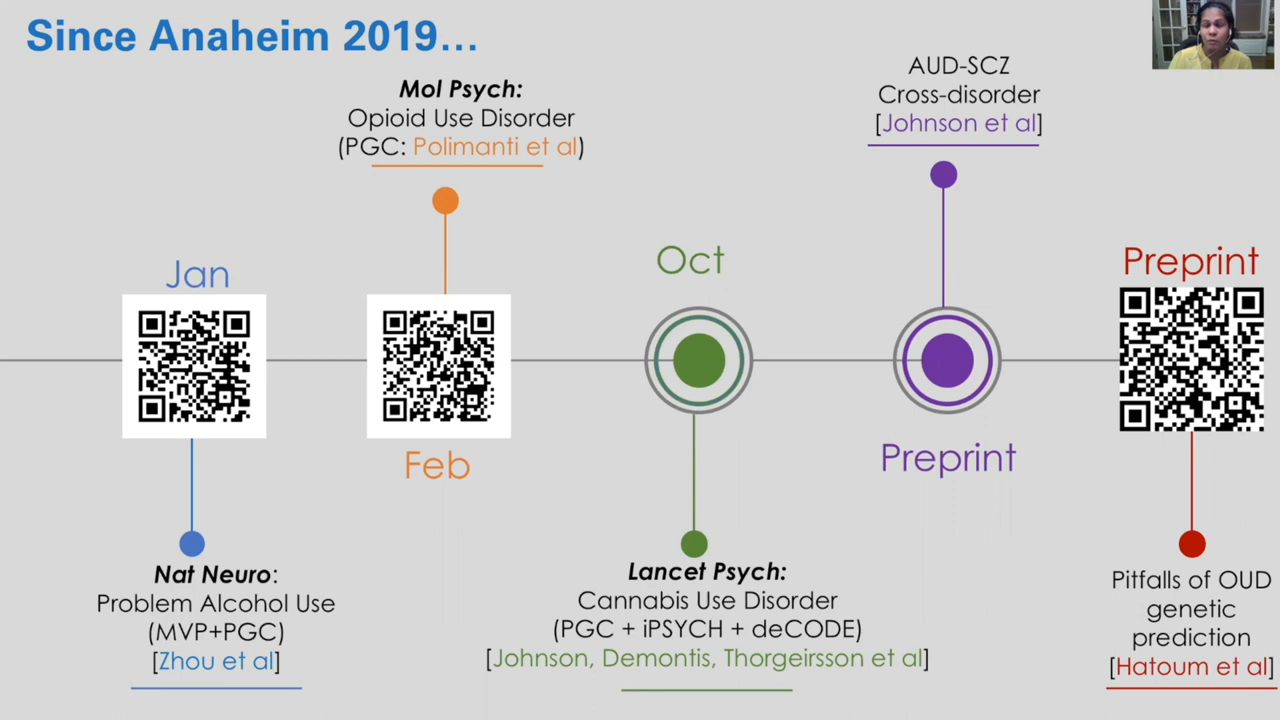 Since Anaheim 2019...
Mol Psych:
Opioid Use Disorder
(PGC: Polimanti et al)
AUD-SCZ
Cross-disorder
[Johnson et al]
Jan
Feb
Oct
Preprint
Preprint
Nat Neuro:
Problem Alcohol Use
(MVP+PGC)
[Zhou et al]
Lancet Psych:
Cannabis Use Disorder
(PGC + iPSYCH + deCODE)
[Johnson, Demontis, Thorgeirsson et al]
Pitfalls of OUD
genetic
prediction
[Hatoum et al]